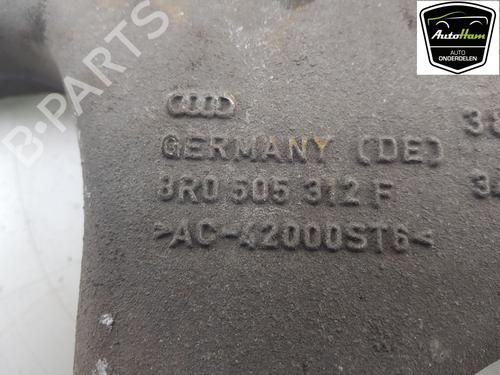 AutoHam
AUTO
ONDERDELEN
B-PARTS
GERMANY (DE)
8R0 505 312 F
>AC-42000ST6<